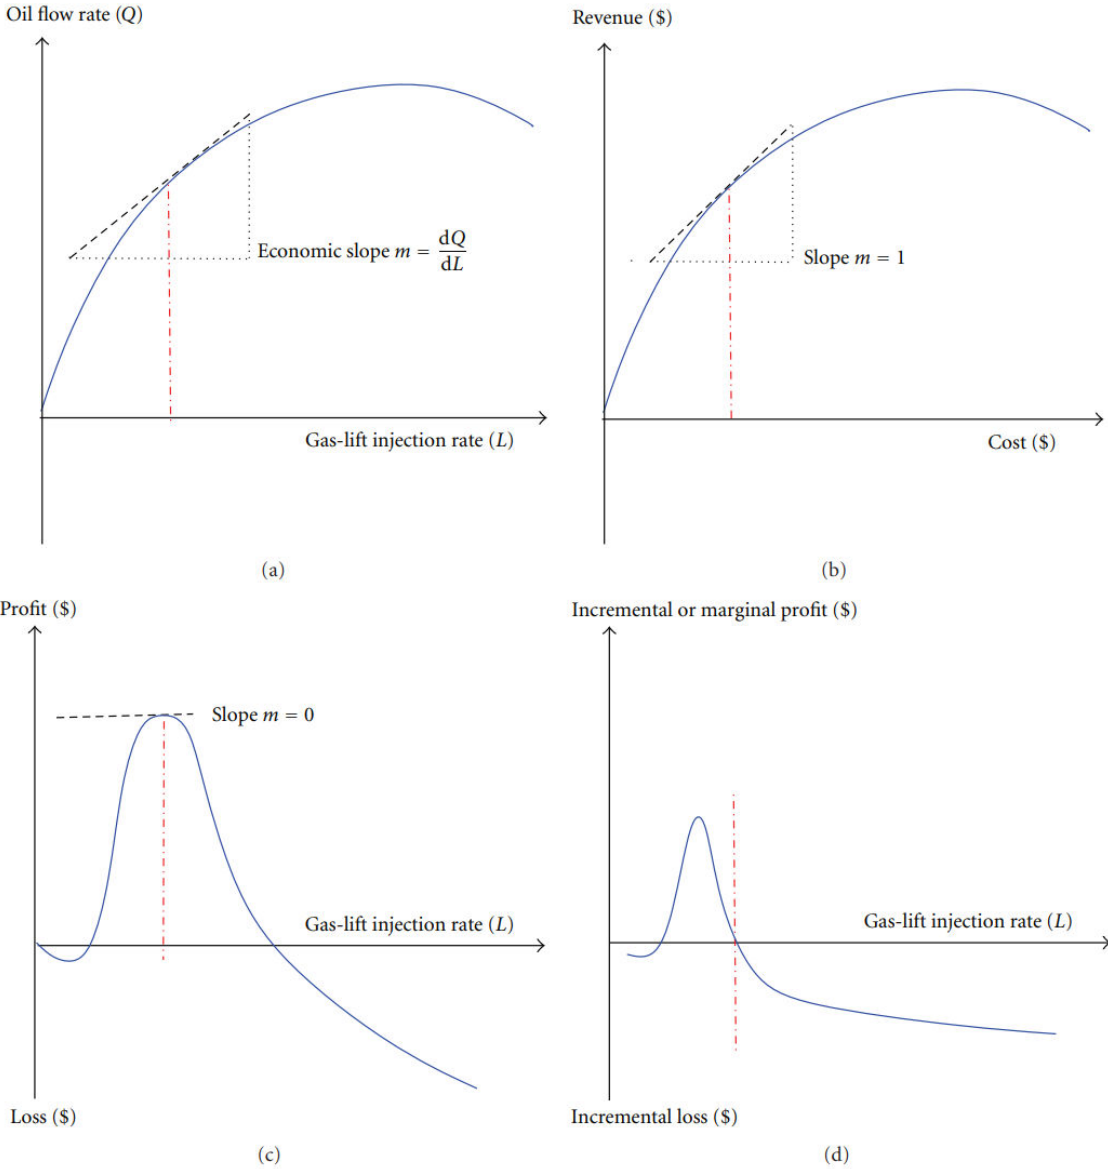 Oil flow rate (Q)
Economic slope m = dQ/dL
Gas-lift injection rate (L)
(a)
Revenue ($)
Slope m = 1
Cost ($)
(b)
Profit ($)
Slope m = 0
Gas-lift injection rate (L)
Loss ($)
(c)
Incremental or marginal profit ($)
Gas-lift injection rate (L)
Incremental loss ($)
(d)